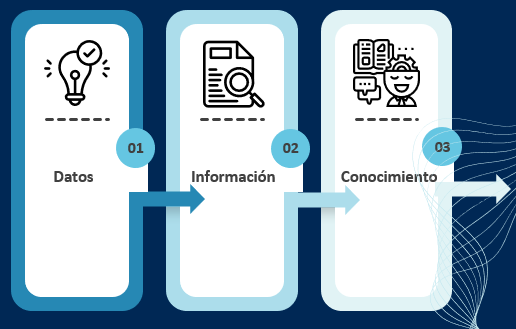 01
Datos
02
Información
03
Conocimiento